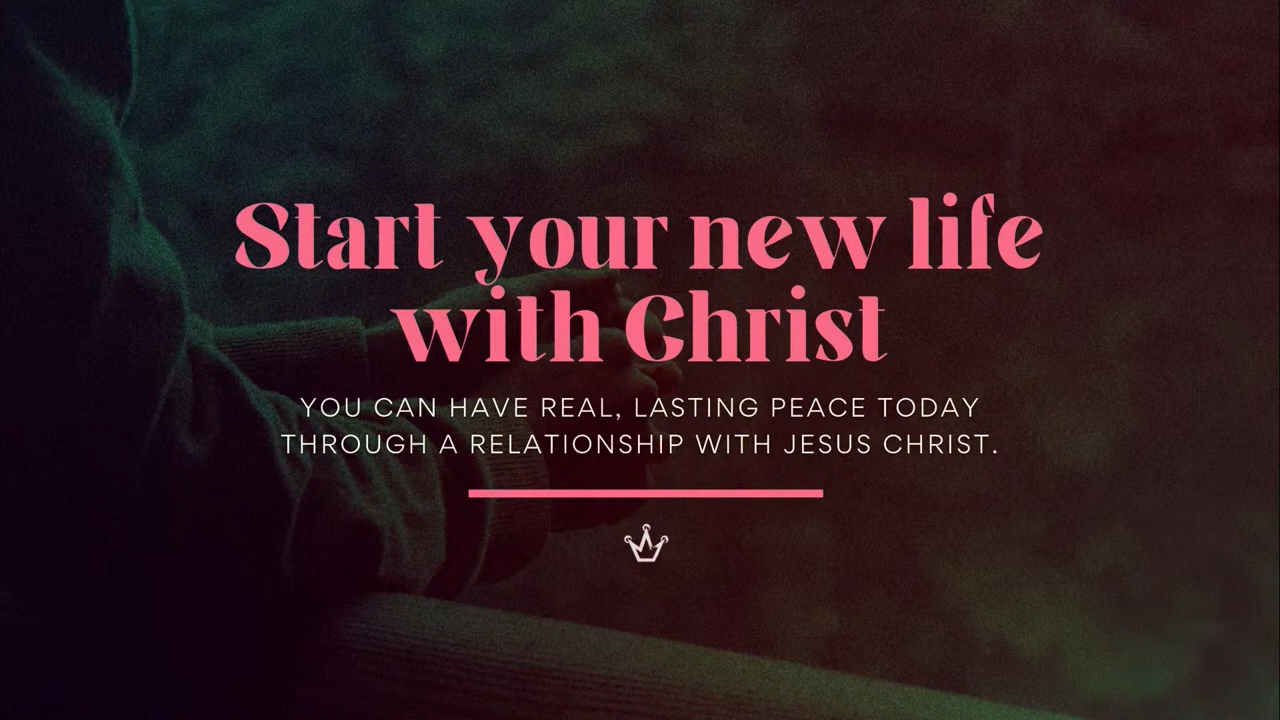 Start your new life
with Christ
YOU CAN HAVE REAL, LASTING PEACE TODAY
THROUGH A RELATIONSHIP WITH JESUS CHRIST.